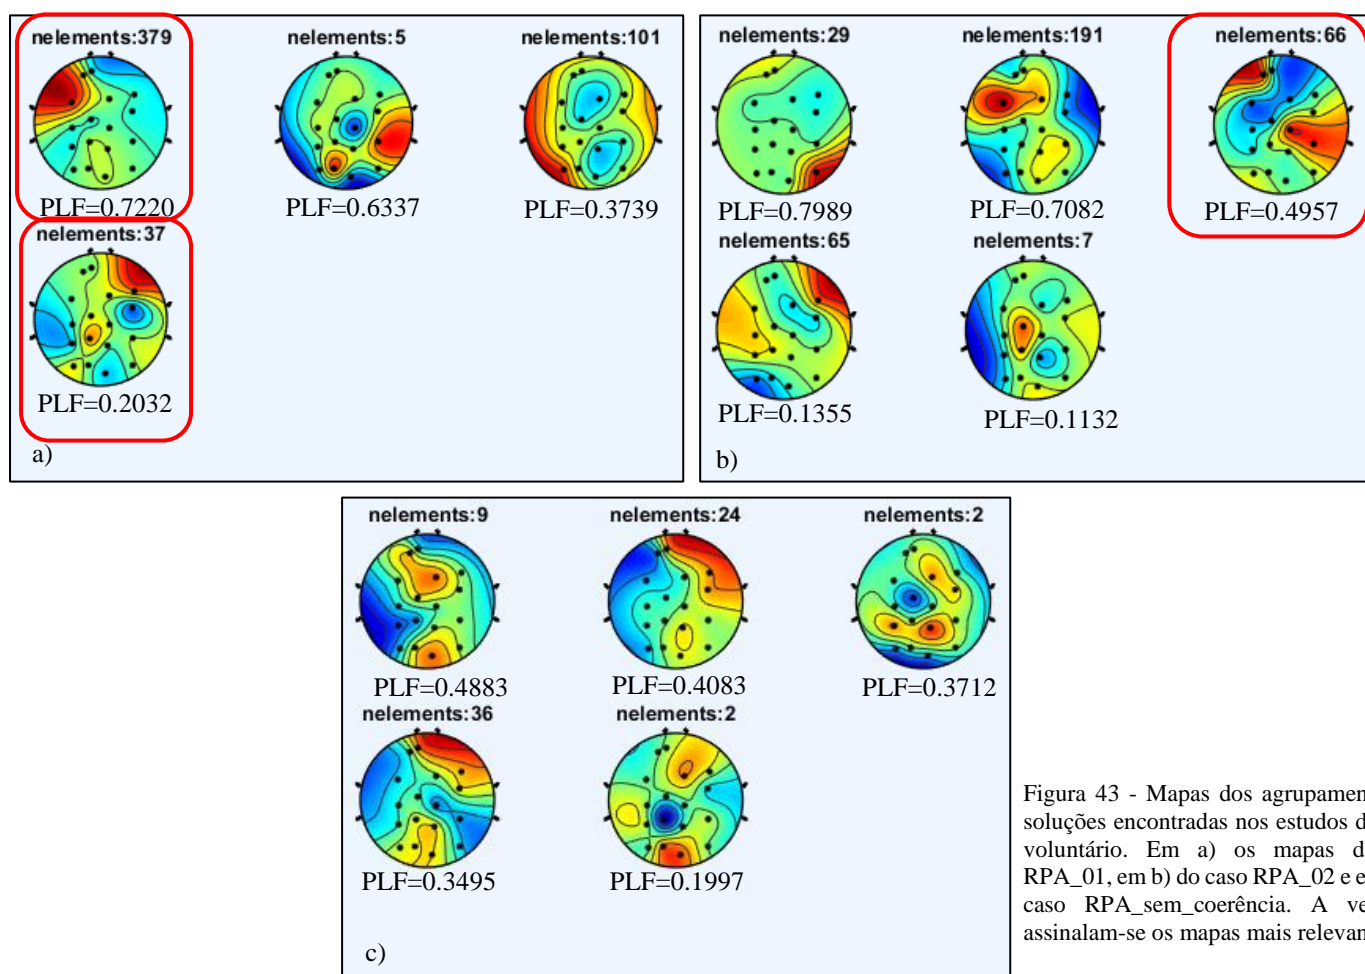 nelements:379
nelements:5
nelements:101
PLF=0.7220
PLF=0.6337
PLF=0.3739
nelements:37
PLF=0.2032
a)
nelements:29
nelements:191
nelements:66
PLF=0.7989
PLF=0.7082
PLF=0.4957
nelements:65
nelements:7
PLF=0.1355
PLF=0.1132
b)
nelements:9
nelements:24
nelements:2
PLF=0.4883
PLF=0.4083
PLF=0.3712
nelements:36
nelements:2
PLF=0.3495
PLF=0.1997
c)
Figura 43 - Mapas dos agrupamen
soluções encontradas nos estudos d
voluntário. Em a) os mapas d
RPA_01, em b) do caso RPA_02 e e
caso RPA_sem_coerência. A ve
assinalam-se os mapas mais relevan